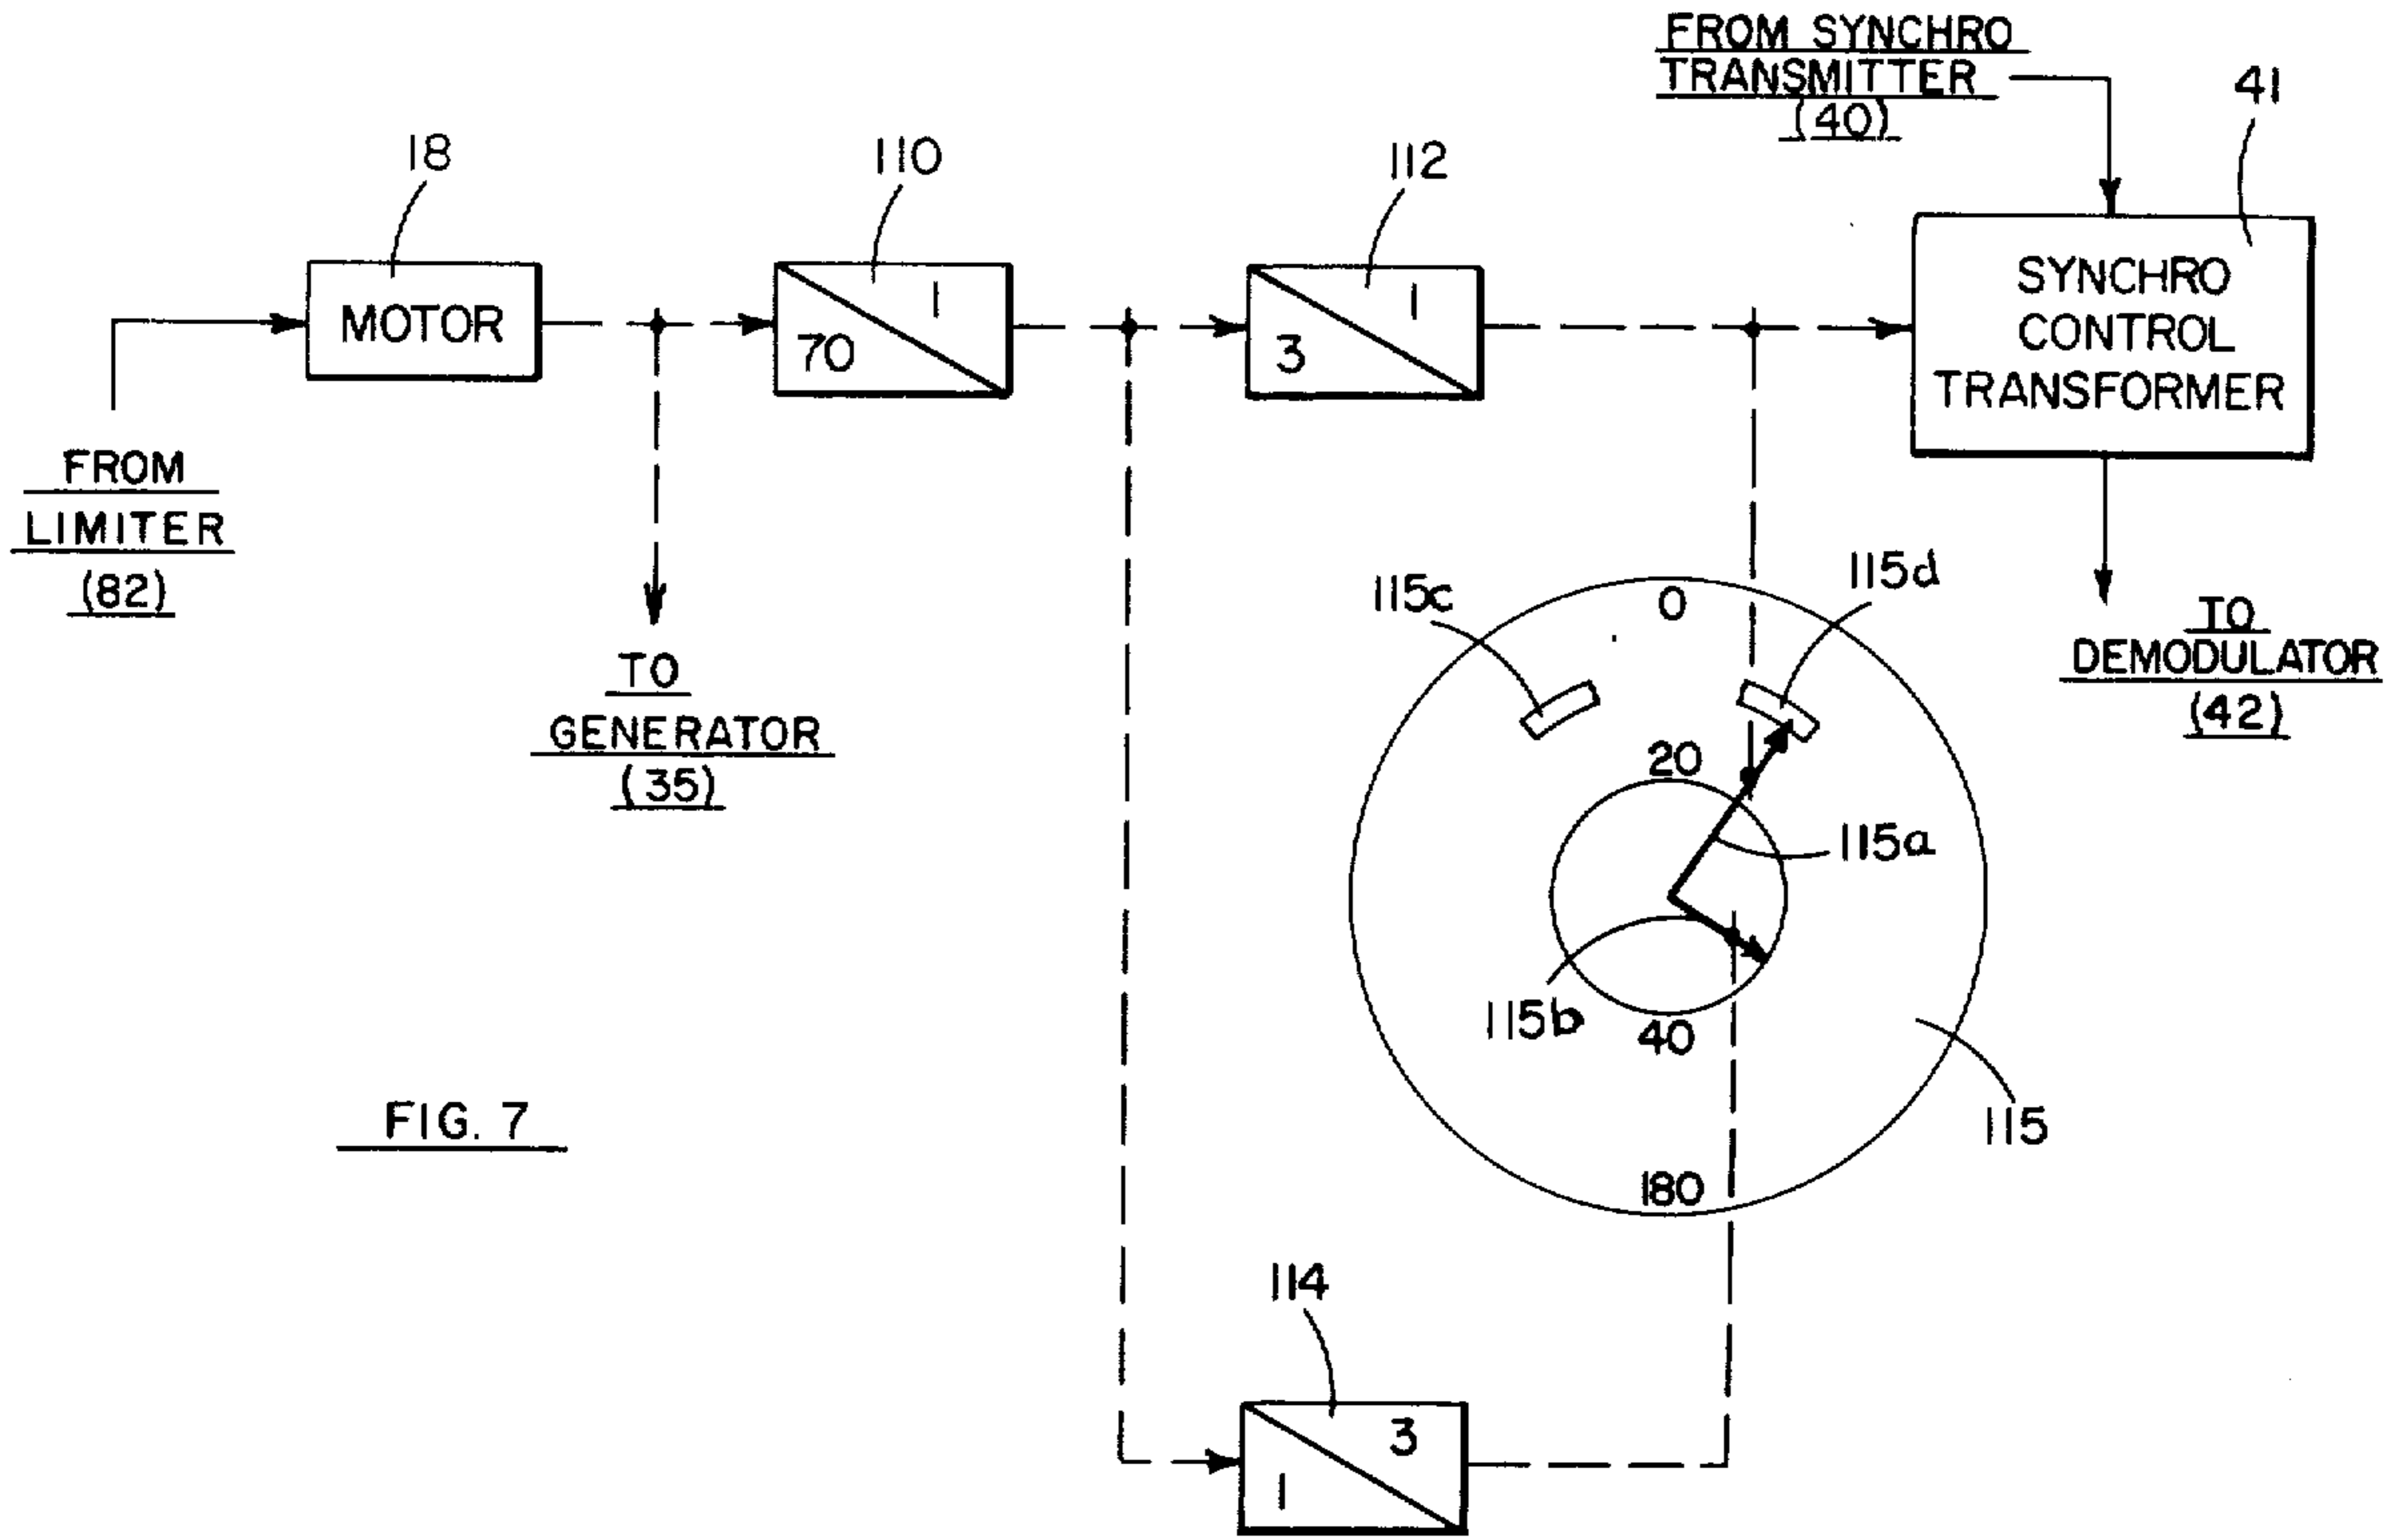 FROM SYNCHRO
TRANSMITTER
(40)
41
18
110
112
MOTOR
1
70
1
3
SYNCHRO
CONTROL
TRANSFORMER
FROM
LIMITER
(82)
TO
GENERATOR
(35)
115c
0
115d
TO
DEMODULATOR
(42)
20
115a
115b
40
115
180
FIG. 7
114
3
1